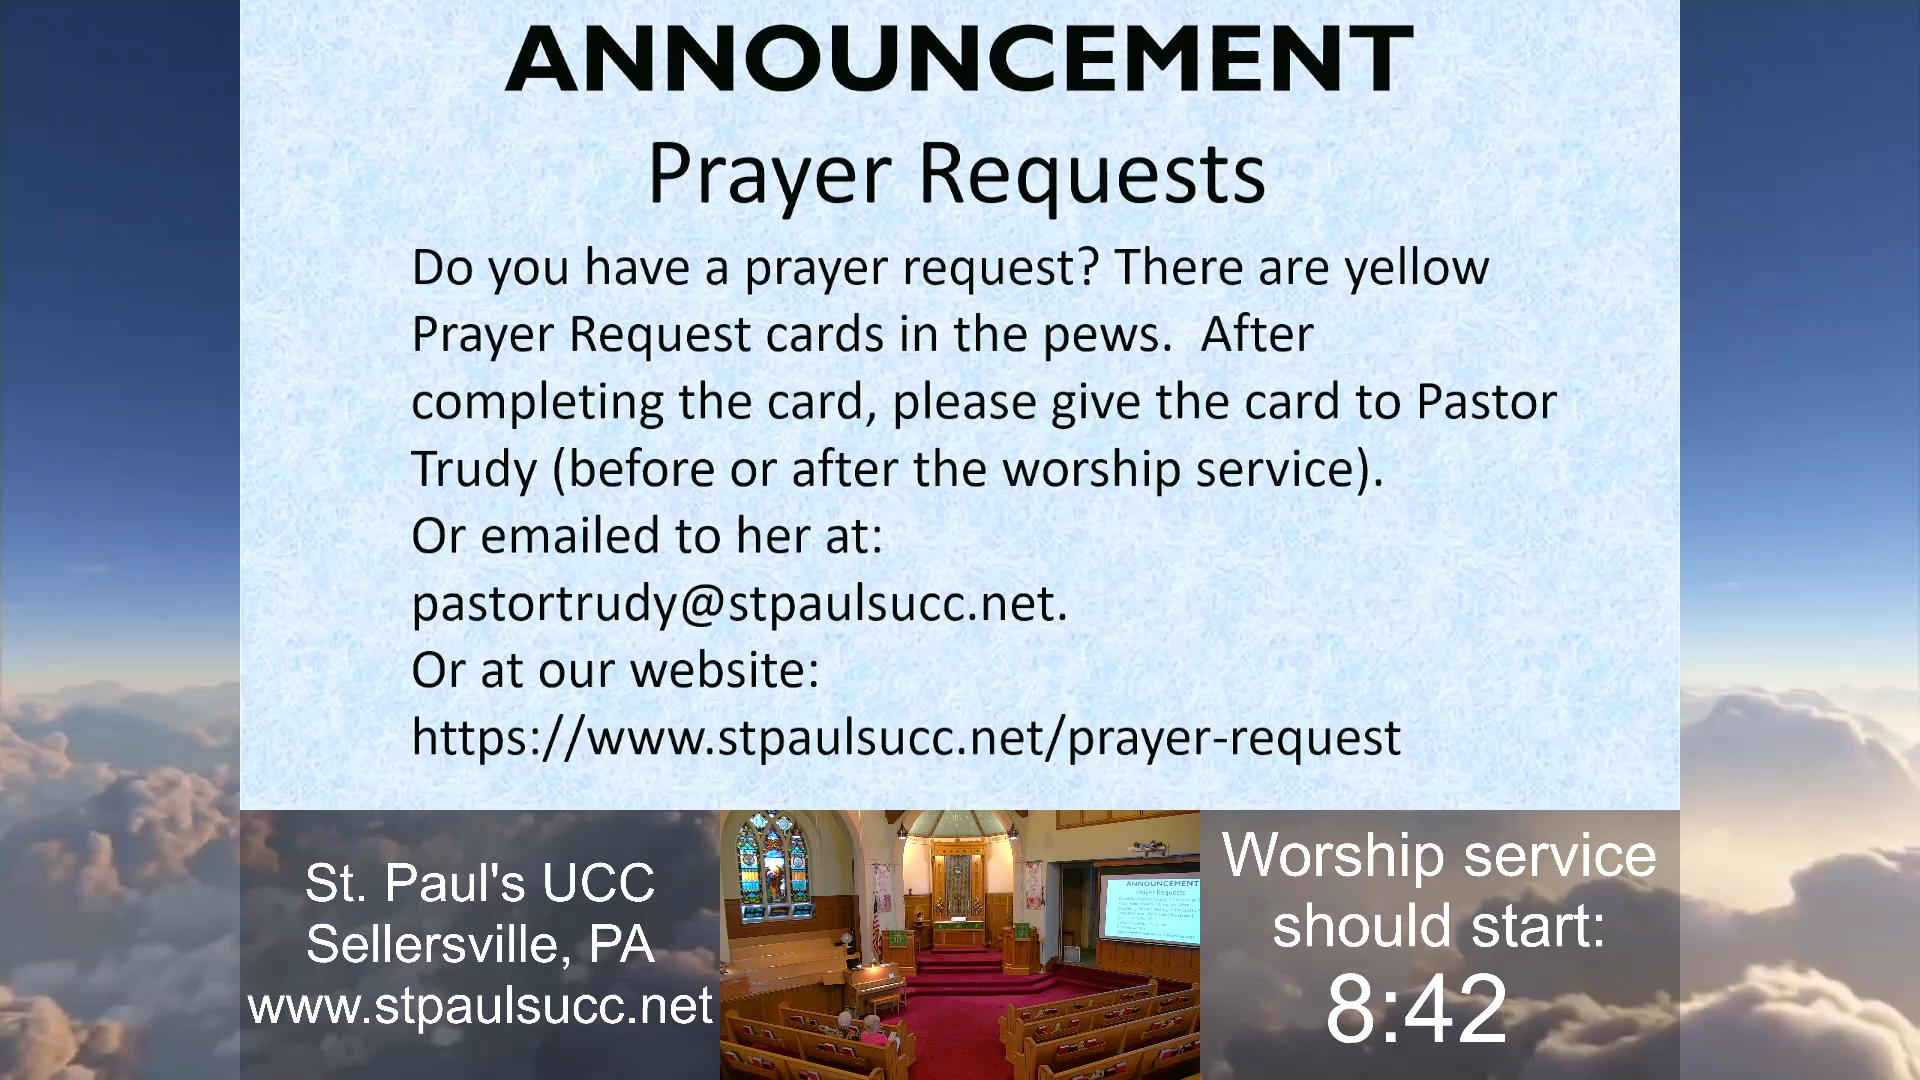 ANNOUNCEMENT
Prayer Requests
Do you have a prayer request? There are yellow
Prayer Request cards in the pews.  After
completing the card, please give the card to Pastor
Trudy (before or after the worship service).
Or emailed to her at:
pastortrudy@stpaulsucc.net.
Or at our website:
https://www.stpaulsucc.net/prayer-request
St. Paul's UCC
Sellersville, PA
www.stpaulsucc.net
ANNOUNCEMENT
Prayer Requests
Worship service
should start:
8:42